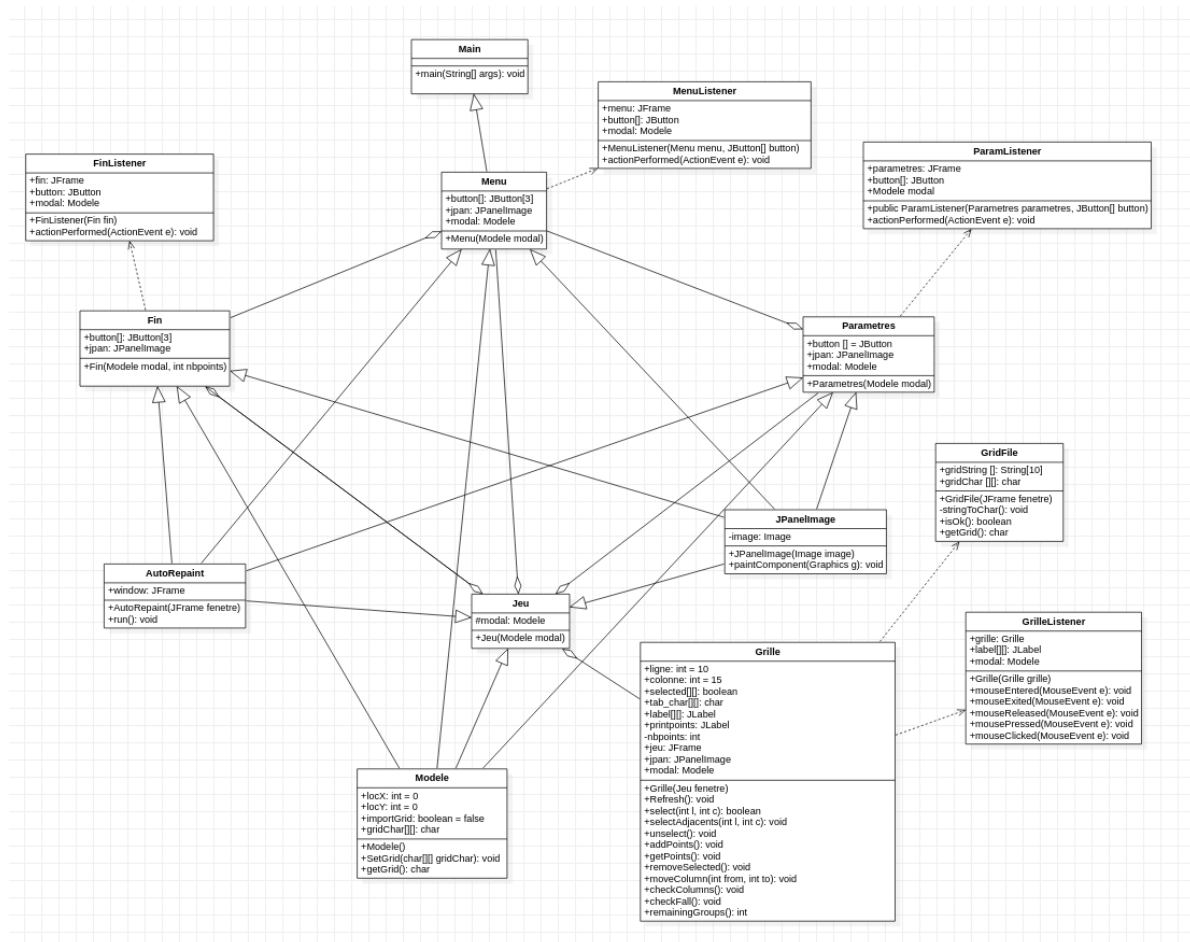 Main
+main(String[] args): void
MenuListener
+menu: JFrame
+button[]: JButton
+modal: Modele
+MenuListener(Menu menu, JButton[] button)
+actionPerformed(ActionEvent e): void
FinListener
+fin: JFrame
+button: JButton
+modal: Modele
+FinListener(Fin fin)
+actionPerformed(ActionEvent e): void
ParamListener
+parametres: JFrame
+button[]: JButton
+Modele modal
+public ParamListener(Parametres parametres, JButton[] button)
+actionPerformed(ActionEvent e): void
Menu
+button[]: JButton[3]
+jpan: JPanelImage
+modal: Modele
+Menu(Modele modal)
Fin
+button[]: JButton[3]
+jpan: JPanelImage
+Fin(Modele modal, int nbpoints)
Parametres
+button [] = JButton
+jpan: JPanelImage
+modal: Modele
+Parametres(Modele modal)
GridFile
+gridString []: String[10]
+gridChar [][]: char
+GridFile(JFrame fenetre)
-stringToChar(): void
+isOk(): boolean
+getGrid(): char
JPanelImage
-image: Image
+JPanelImage(Image image)
+paintComponent(Graphics g): void
AutoRepaint
+window: JFrame
+AutoRepaint(JFrame fenetre)
+run(): void
Jeu
#modal: Modele
+Jeu(Modele modal)
GrilleListener
+grille: Grille
+label[][]: JLabel
+modal: Modele
+Grille(Grille grille)
+mouseEntered(MouseEvent e): void
+mouseExited(MouseEvent e): void
+mouseReleased(MouseEvent e): void
+mousePressed(MouseEvent e): void
+mouseClicked(MouseEvent e): void
Grille
+ligne: int = 10
+colonne: int = 15
+selected[][]: boolean
+tab_char[][]: char
+label[][]: JLabel
+printpoints: JLabel
-nbpoints: int
+jeu: JFrame
+jpan: JPanelImage
+modal: Modele
+Grille(Jeu fenetre)
+Refresh(): void
+select(int l, int c): boolean
+selectAdjacents(int l, int c): void
+unselect(): void
+addPoints(): void
+getPoints(): void
+removeSelected(): void
+moveColumn(int from, int to): void
+checkColumns(): void
+checkFall(): void
+remainingGroups(): int
Modele
+locX: int = 0
+locY: int = 0
+importGrid: boolean = false
+gridChar[][]: char
+Modele()
+SetGrid(char[][] gridChar): void
+getGrid(): char